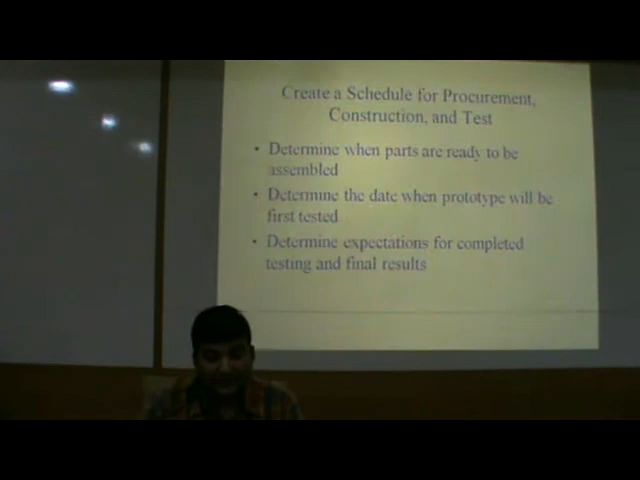 Create a Schedule for Procurement,
Construction, and Test
• Determine when parts are ready to be
assembled
• Determine the date when prototype will be
first tested
• Determine expectations for completed
testing and final results